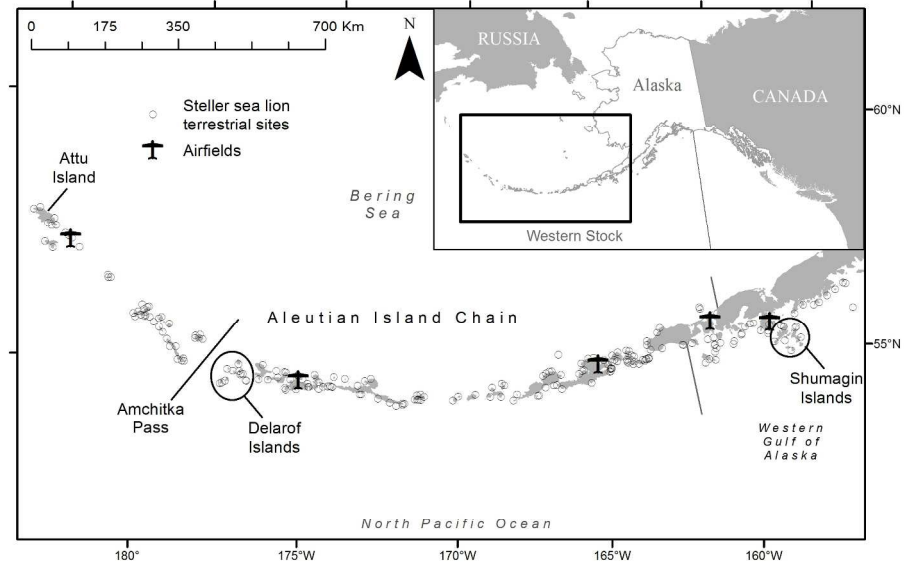 0 175 350 700 Km
N
Steller sea lion
terrestrial sites
Airfields
RUSSIA
Alaska
CANADA
Western Stock
60°N
Attu
Island
Bering
Sea
Aleutian Island Chain
55°N
Amchitka
Pass
Delarof
Islands
Shumagin
Islands
Western
Gulf of
Alaska
North Pacific Ocean
180° 175°W 170°W 165°W 160°W